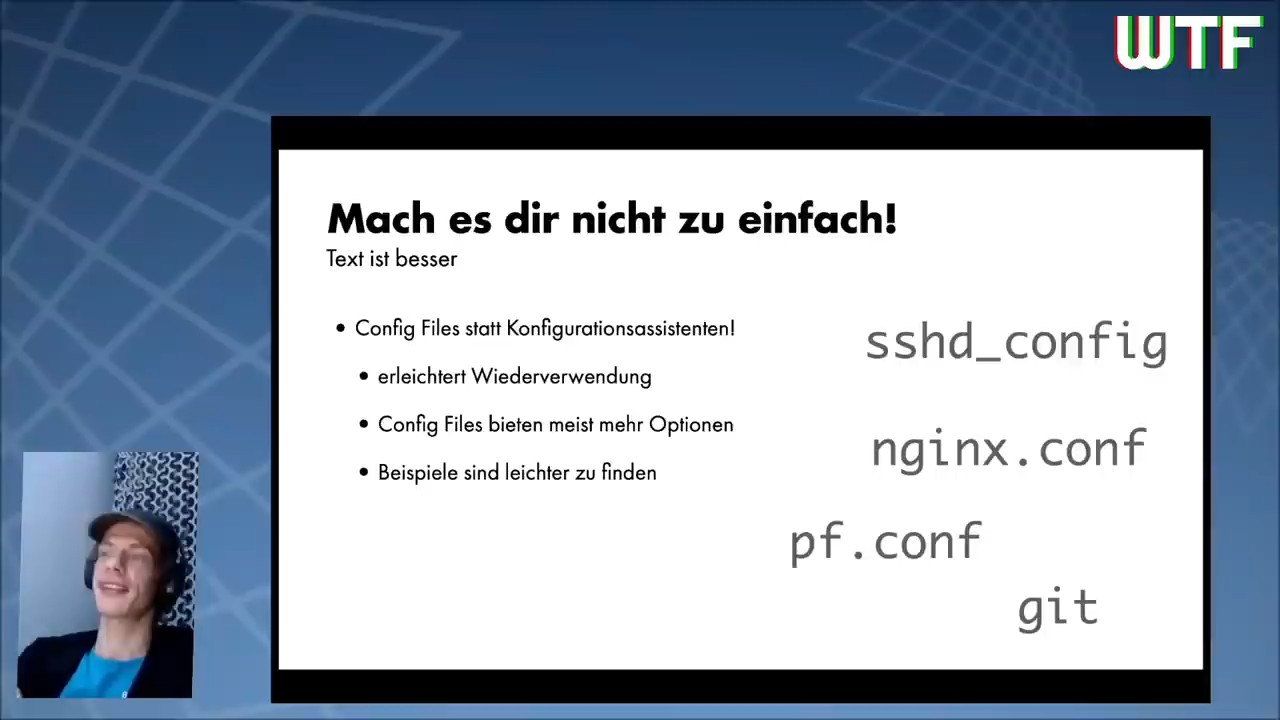 WTF
Mach es dir nicht zu einfach!
Text ist besser
• Config Files statt Konfigurationsassistenten!
• erleichtert Wiederverwendung
• Config Files bieten meist mehr Optionen
• Beispiele sind leichter zu finden
sshd_config
nginx.conf
pf.conf
git